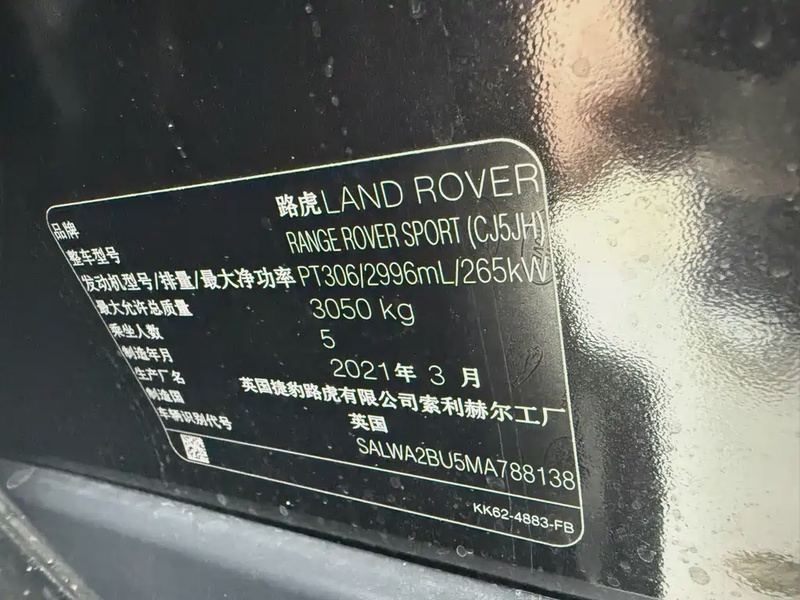 品牌 路虎LAND ROVER
整车型号 RANGE ROVER SPORT (CJ5JH)
发动机型号/排量/最大净功率 PT306/2996mL/265kW
最大允许总质量 3050 kg
乘坐人数 5
制造年月 2021年 3 月
生产厂名 英国捷豹路虎有限公司索利赫尔工厂
制造国 英国
车辆识别代号 SALWA2BU5MA788138
KK62-4883-FB